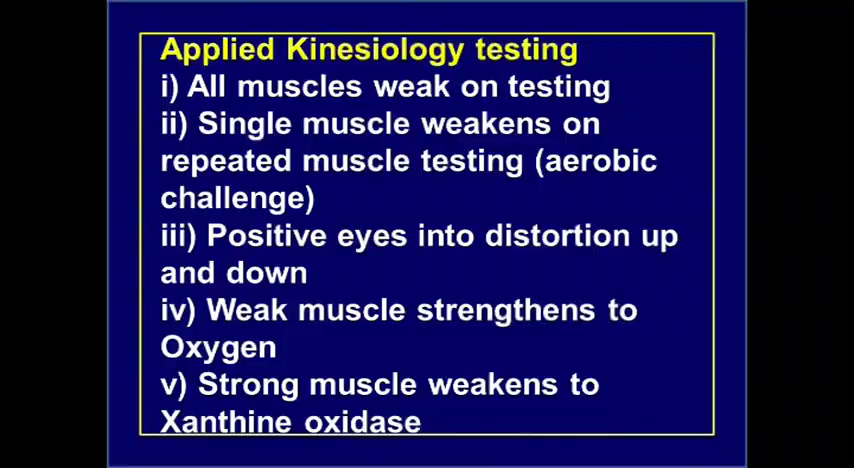 Applied Kinesiology testing
i) All muscles weak on testing
ii) Single muscle weakens on
repeated muscle testing (aerobic
challenge)
iii) Positive eyes into distortion up
and down
iv) Weak muscle strengthens to
Oxygen
v) Strong muscle weakens to
Xanthine oxidase